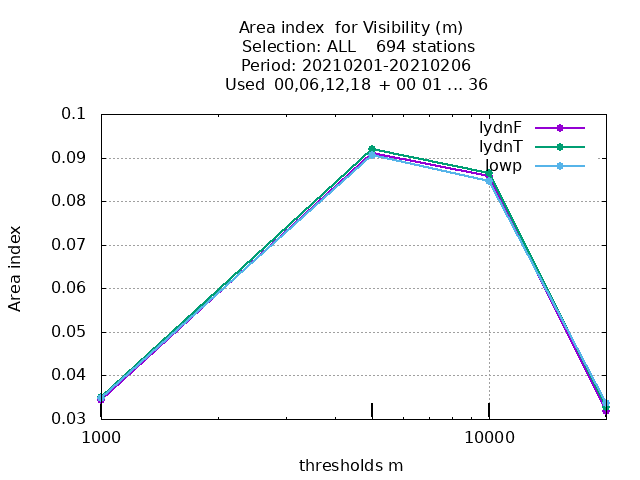 Area index  for Visibility (m)
Selection: ALL    694 stations
Period: 20210201-20210206
Used  00,06,12,18  + 00 01 ... 36
0.1
0.09
0.08
0.07
0.06
0.05
0.04
0.03
Area index
lydnF
lydnT
lowp
1000
10000
thresholds m